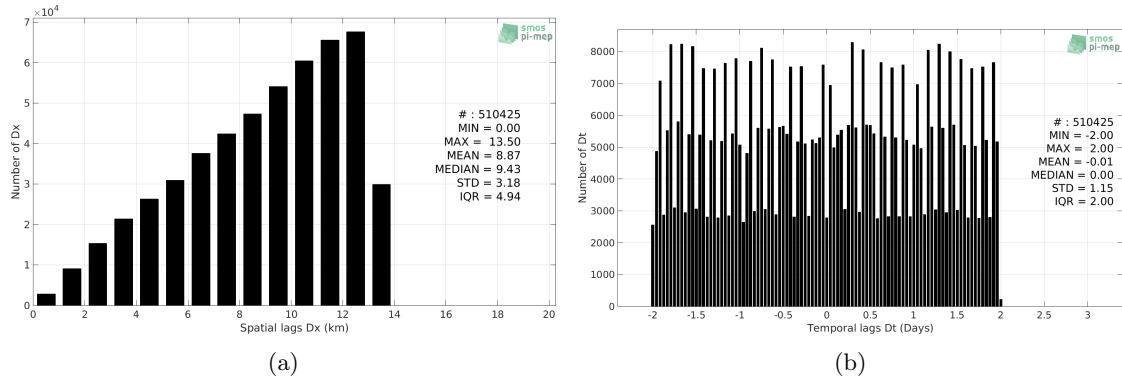 ×10⁴
7
6
5
4
3
2
1
0
Number of Dx
0 2 4 6 8 10 12 14 16 18 20
Spatial lags Dx (km)
smos
pi-mep
# : 510425
MIN = 0.00
MAX = 13.50
MEAN = 8.87
MEDIAN = 9.43
STD = 3.18
IQR = 4.94
(a)
8000
7000
6000
5000
4000
3000
2000
1000
0
Number of Dt
-2 -1.5 -1 -0.5 0 0.5 1 1.5 2 2.5 3
Temporal lags Dt (Days)
smos
pi-mep
# : 510425
MIN = -2.00
MAX = 2.00
MEAN = -0.01
MEDIAN = 0.00
STD = 1.15
IQR = 2.00
(b)